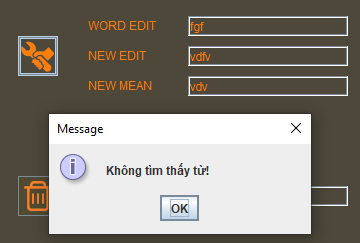 WORD EDIT
fgf
NEW EDIT
vdfv
NEW MEAN
vdv
Message
Không tìm thấy từ!
OK